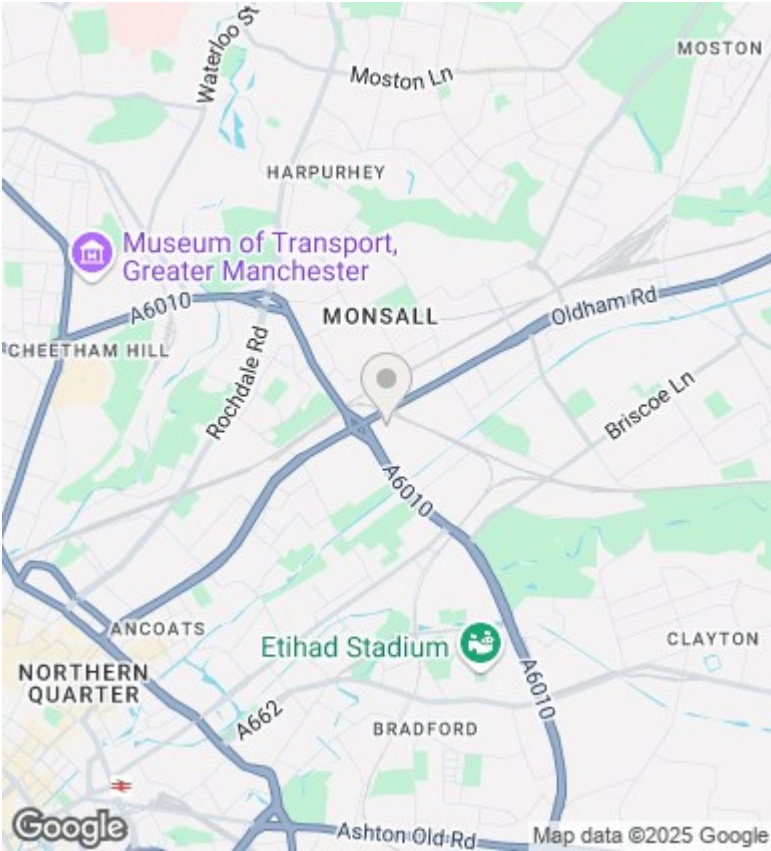 Waterloo St
MOSTON
Moston Ln
HARPURHEY
Museum of Transport,
Greater Manchester
A6010
MONSALL
Oldham Rd
CHEETHAM HILL
Rochdale Rd
Briscoe Ln
A6010
ANCOATS
Etihad Stadium
CLAYTON
NORTHERN
QUARTER
A6010
A662
BRADFORD
Google
Ashton Old Rd
Map data ©2025 Google